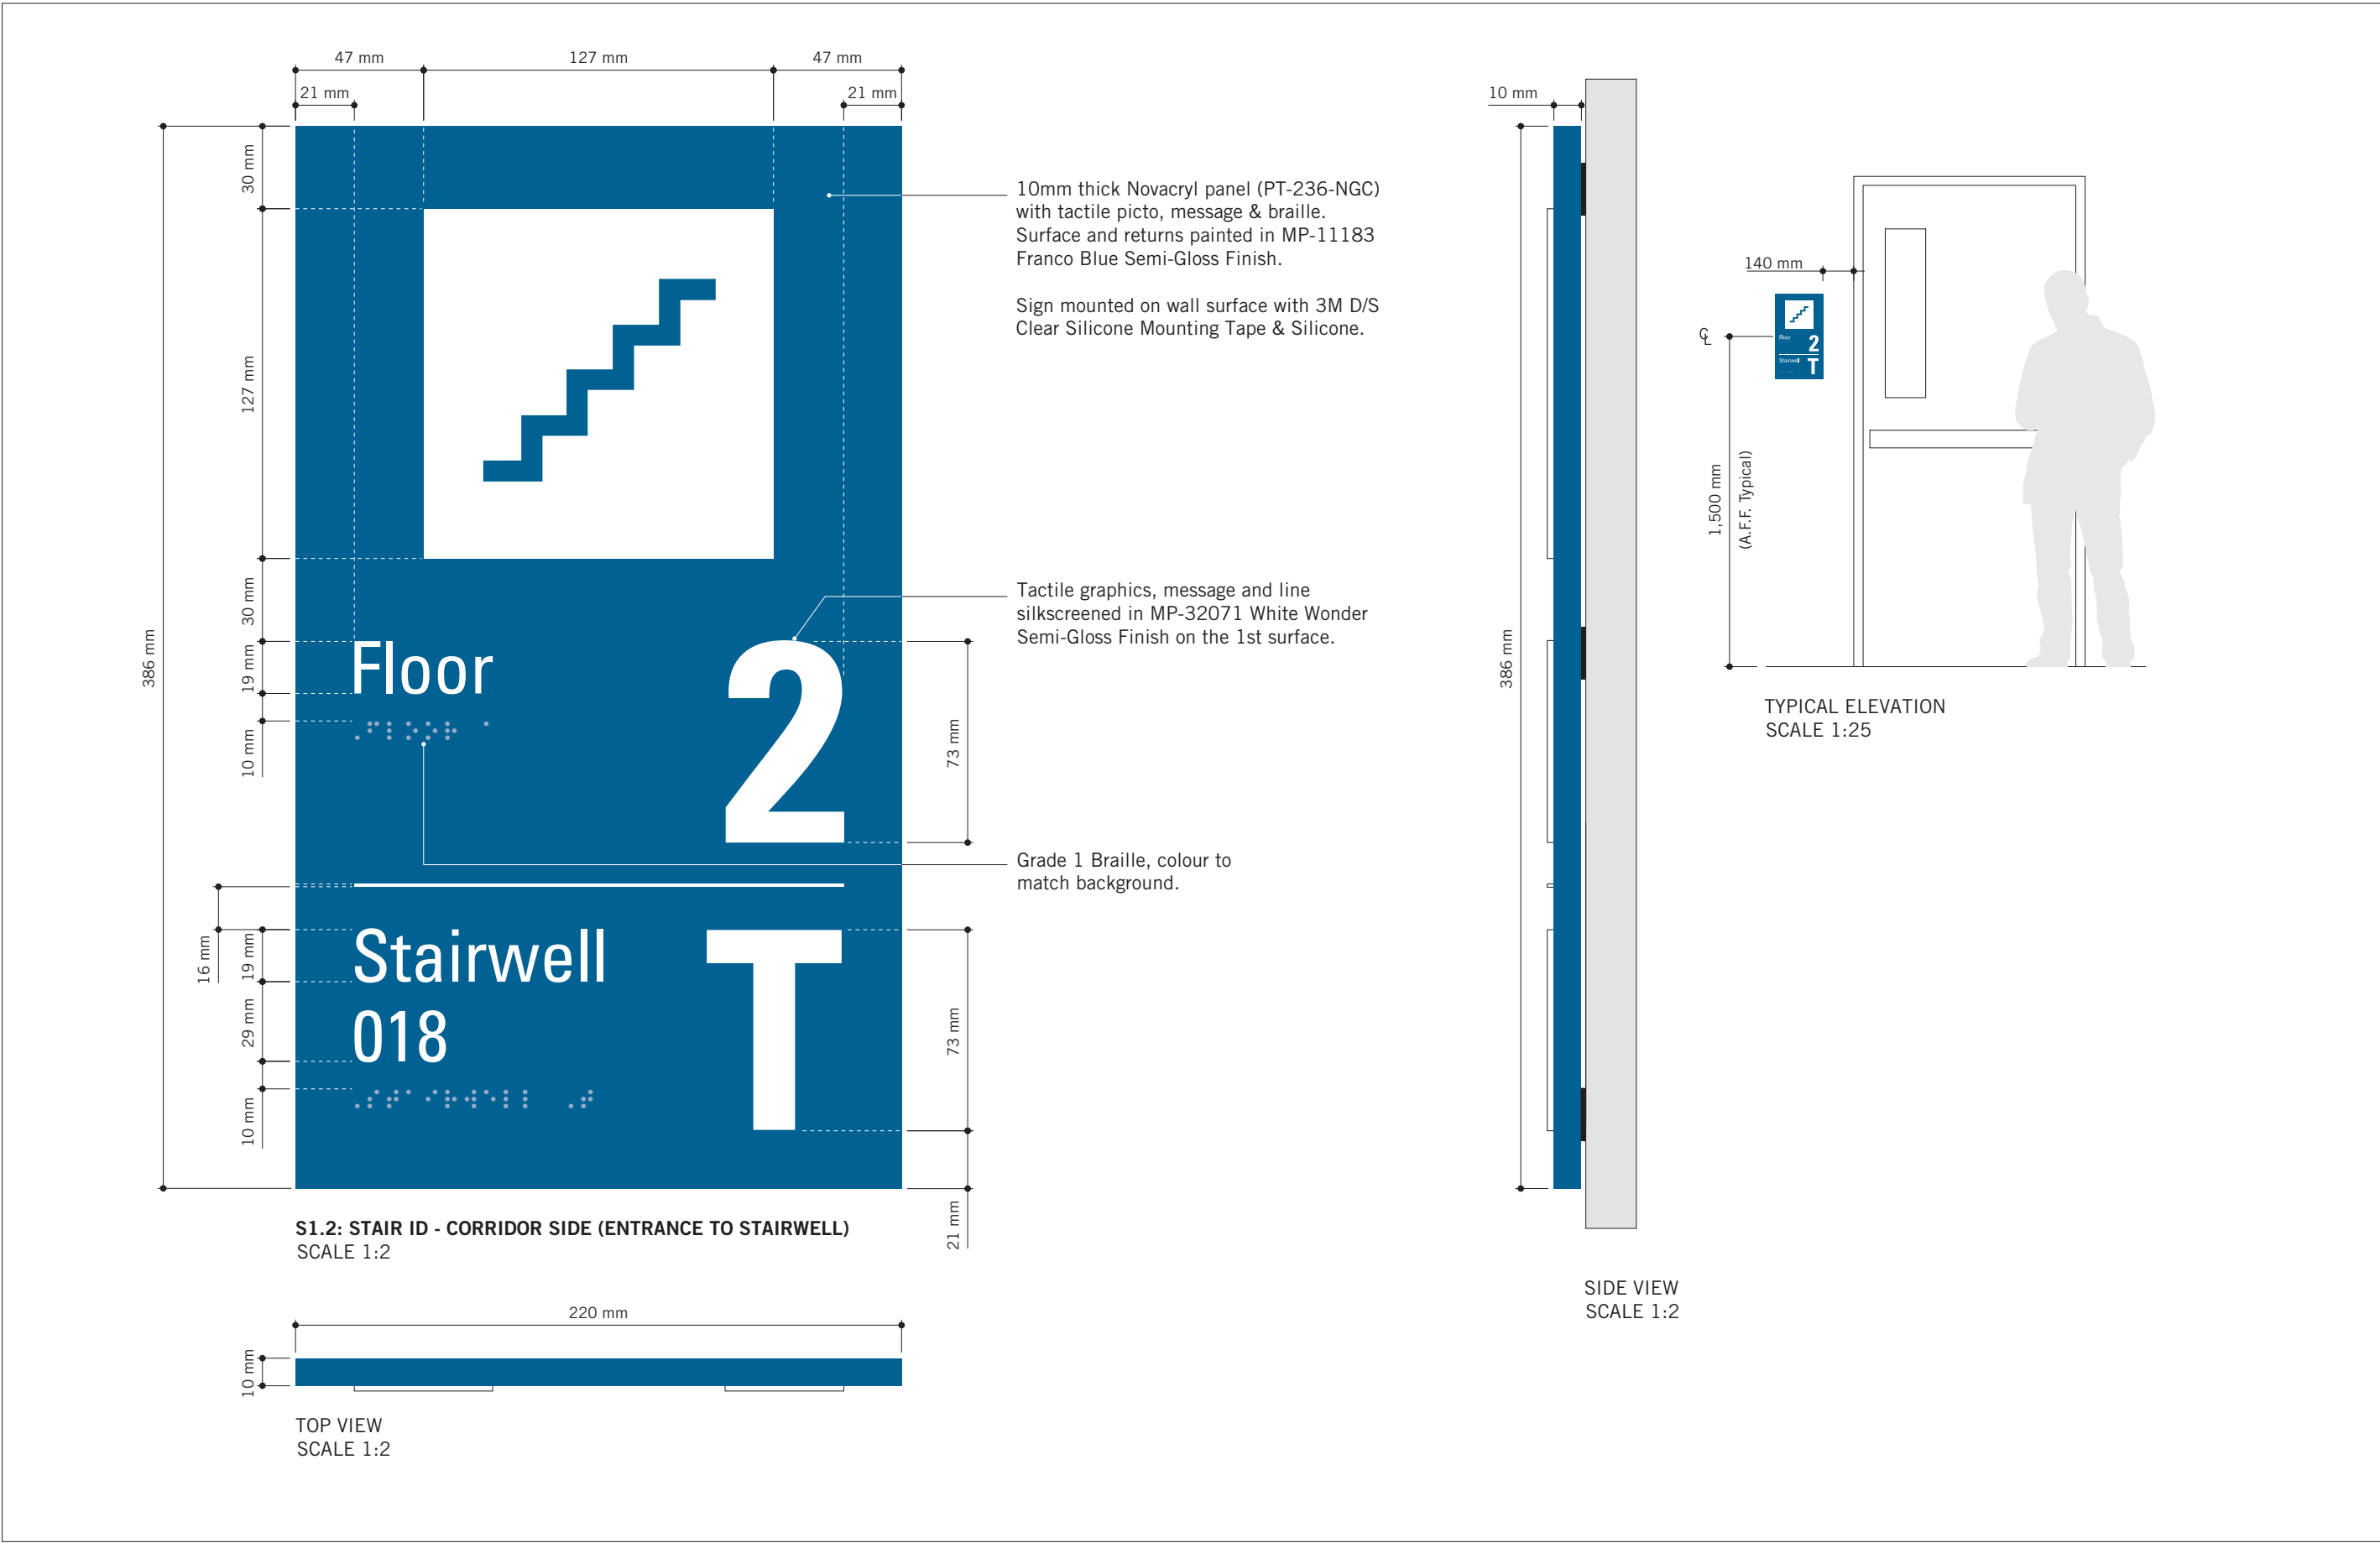 47 mm
127 mm
47 mm
21 mm
21 mm
30 mm
127 mm
30 mm
19 mm
10 mm
386 mm
16 mm
19 mm
29 mm
10 mm
Floor
2
73 mm
Stairwell
018
T
73 mm
21 mm
10mm thick Novacryl panel (PT-236-NGC)
with tactile picto, message & braille.
Surface and returns painted in MP-11183
Franco Blue Semi-Gloss Finish.
Sign mounted on wall surface with 3M D/S
Clear Silicone Mounting Tape & Silicone.
Tactile graphics, message and line
silkscreened in MP-32071 White Wonder
Semi-Gloss Finish on the 1st surface.
Grade 1 Braille, colour to
match background.
S1.2: STAIR ID - CORRIDOR SIDE (ENTRANCE TO STAIRWELL)
SCALE 1:2
220 mm
10 mm
TOP VIEW
SCALE 1:2
10 mm
386 mm
SIDE VIEW
SCALE 1:2
140 mm
℄
Floor
2
Stairwell
T
1,500 mm
(A.F.F. Typical)
TYPICAL ELEVATION
SCALE 1:25